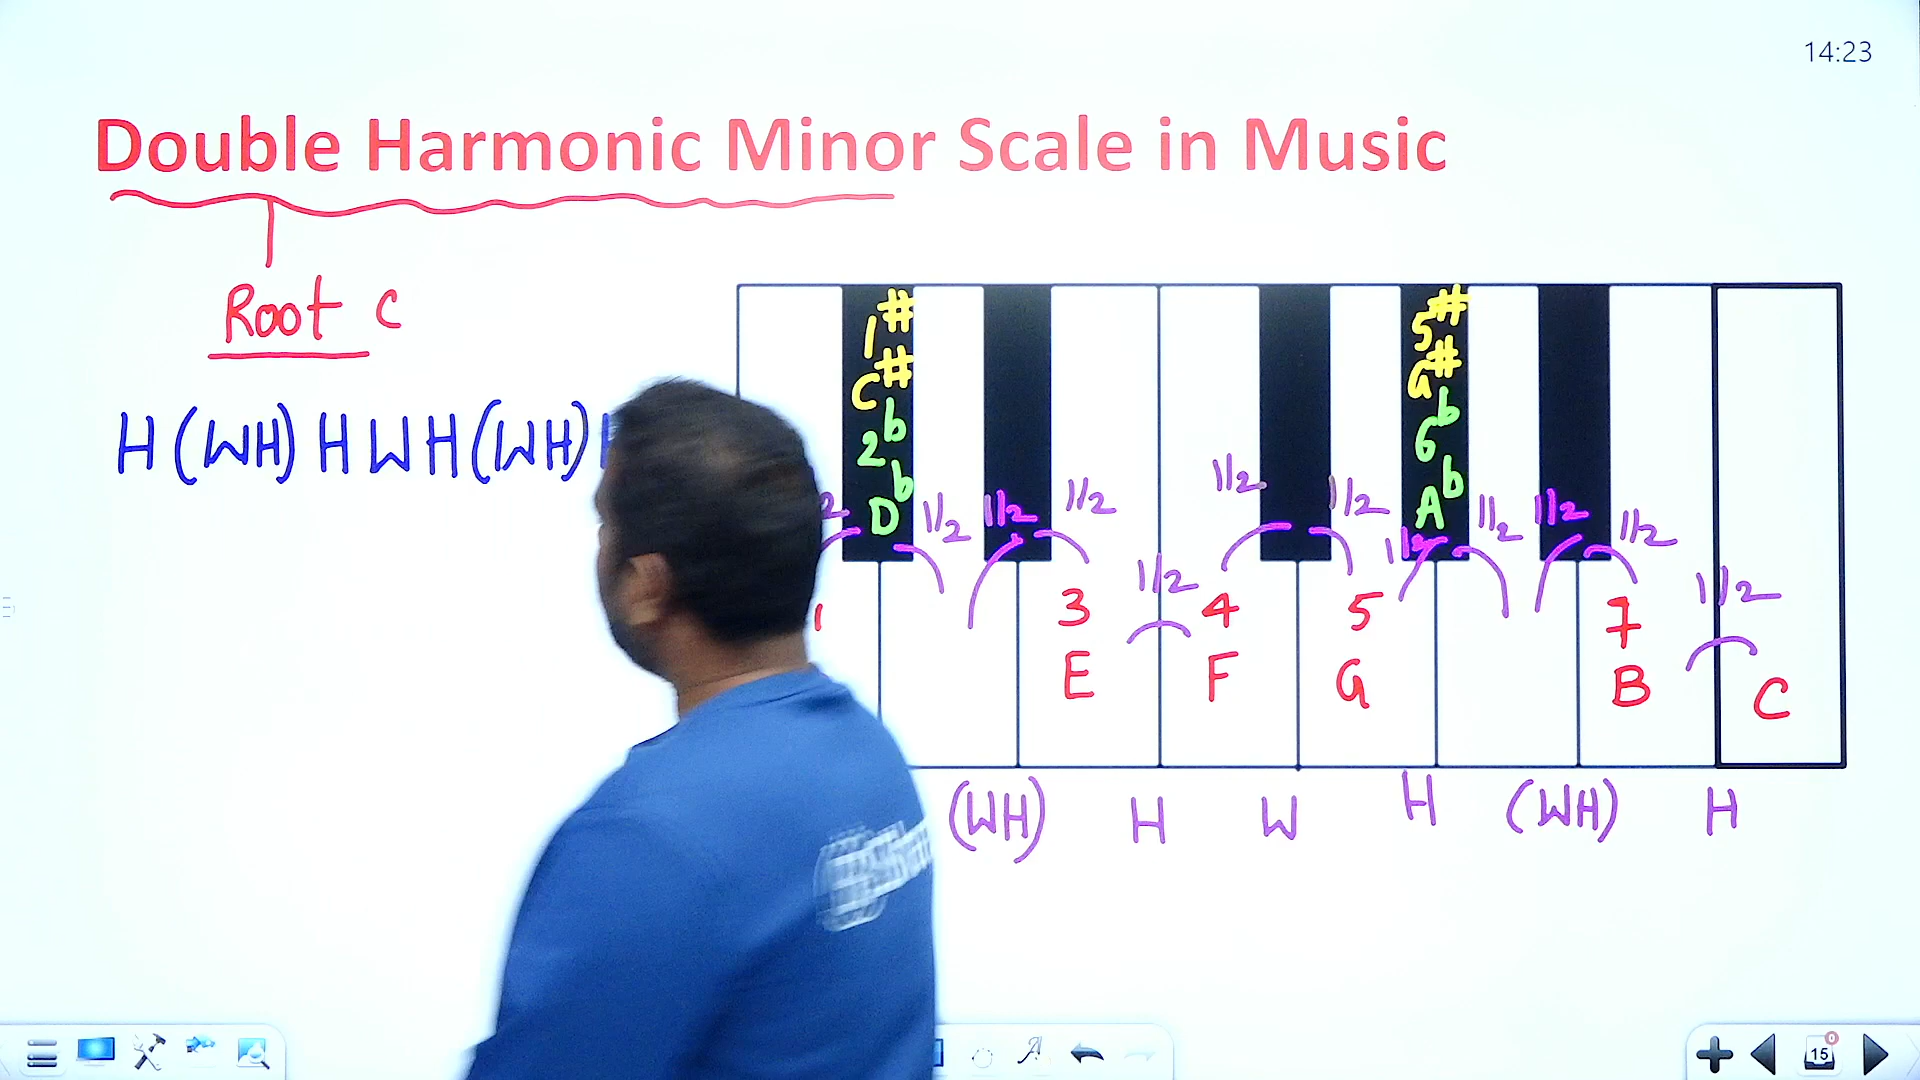 14:23
Double Harmonic Minor Scale in Music
Root C
H (WH) H W H (WH)
1#
C#
2b
Db
5#
G#
6b
Ab
1/2 1/2 1/2 1/2 1/2 1/2 1/2 1/2 1/2 1/2
1/2 1/2
1 3 4 5 7
E F G B C
(WH) H W H (WH) H
15